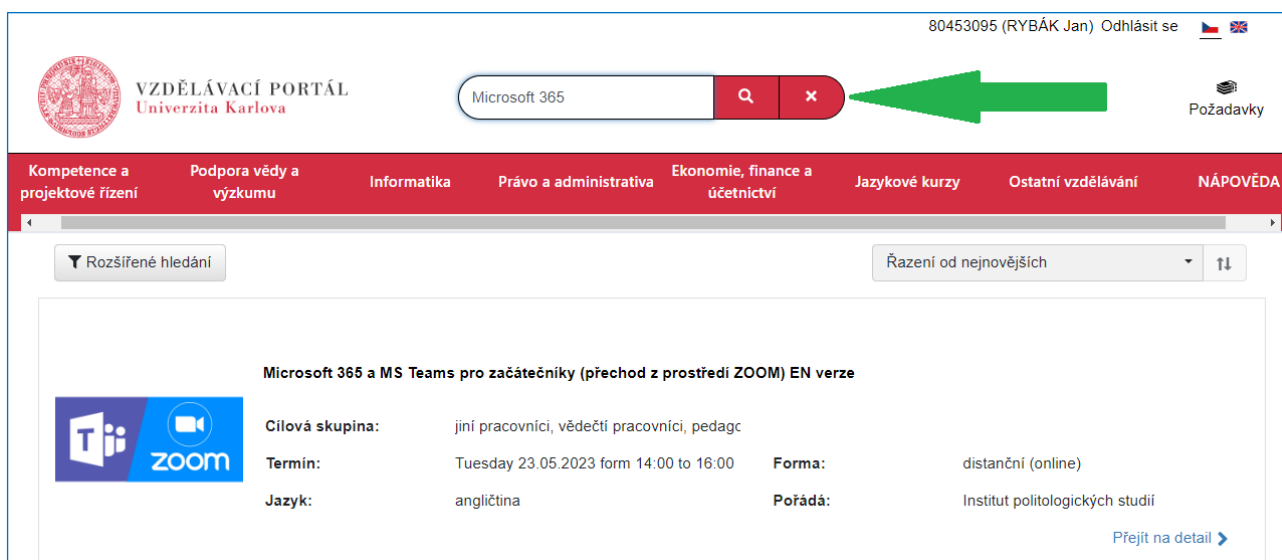 80453095 (RYBÁK Jan) Odhlásit se
VZDĚLÁVACÍ PORTÁL
Univerzita Karlova
Microsoft 365
Požadavky
Kompetence a projektové řízení
Podpora vědy a výzkumu
Informatika
Právo a administrativa
Ekonomie, finance a účetnictví
Jazykové kurzy
Ostatní vzdělávání
NÁPOVĚDA
Rozšířené hledání
Řazení od nejnovějších
Microsoft 365 a MS Teams pro začátečníky (přechod z prostředí ZOOM) EN verze
T
zoom
Cílová skupina: jiní pracovníci, vědečtí pracovníci, pedagc
Termín: Tuesday 23.05.2023 form 14:00 to 16:00 Forma: distanční (online)
Jazyk: angličtina Pořádá: Institut politologických studií
Přejít na detail